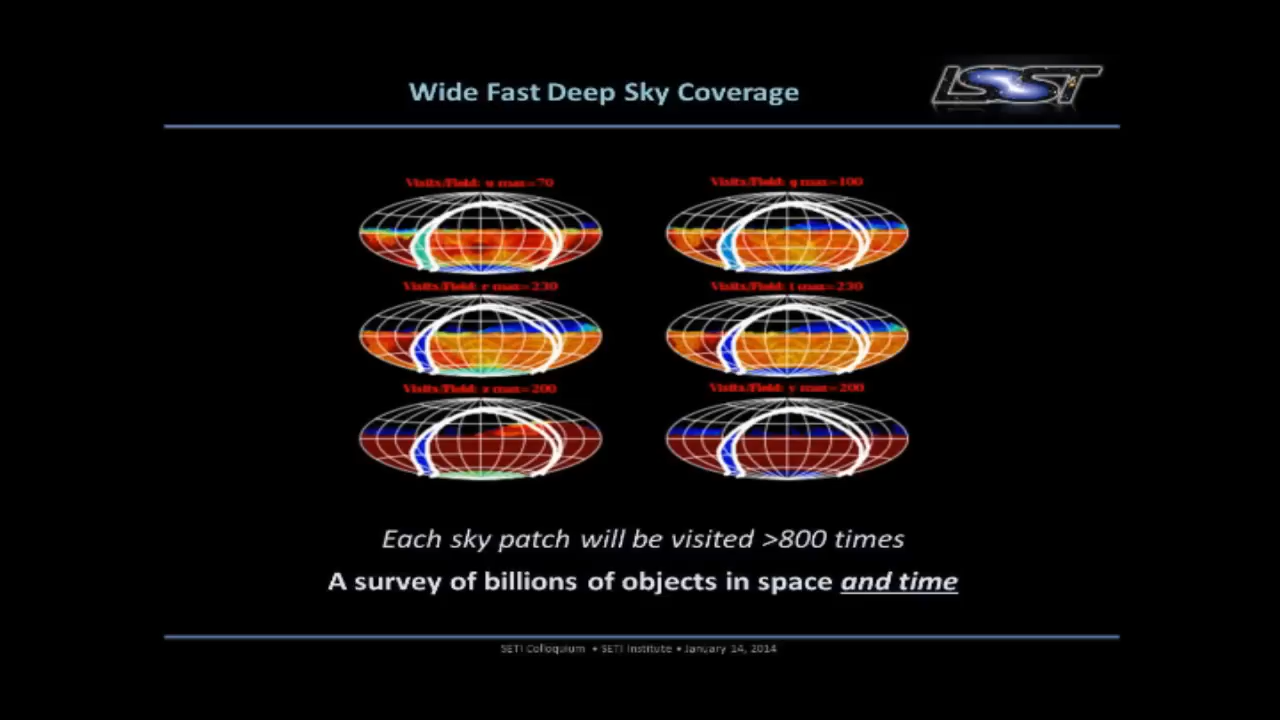 Wide Fast Deep Sky Coverage
LSST
Visits/Field: u max=70
Visits/Field: g max=100
Visits/Field: r max=230
Visits/Field: i max=230
Visits/Field: z max=200
Visits/Field: y max=200
Each sky patch will be visited >800 times
A survey of billions of objects in space and time
SETI Colloquium • SETI Institute • January 14, 2014